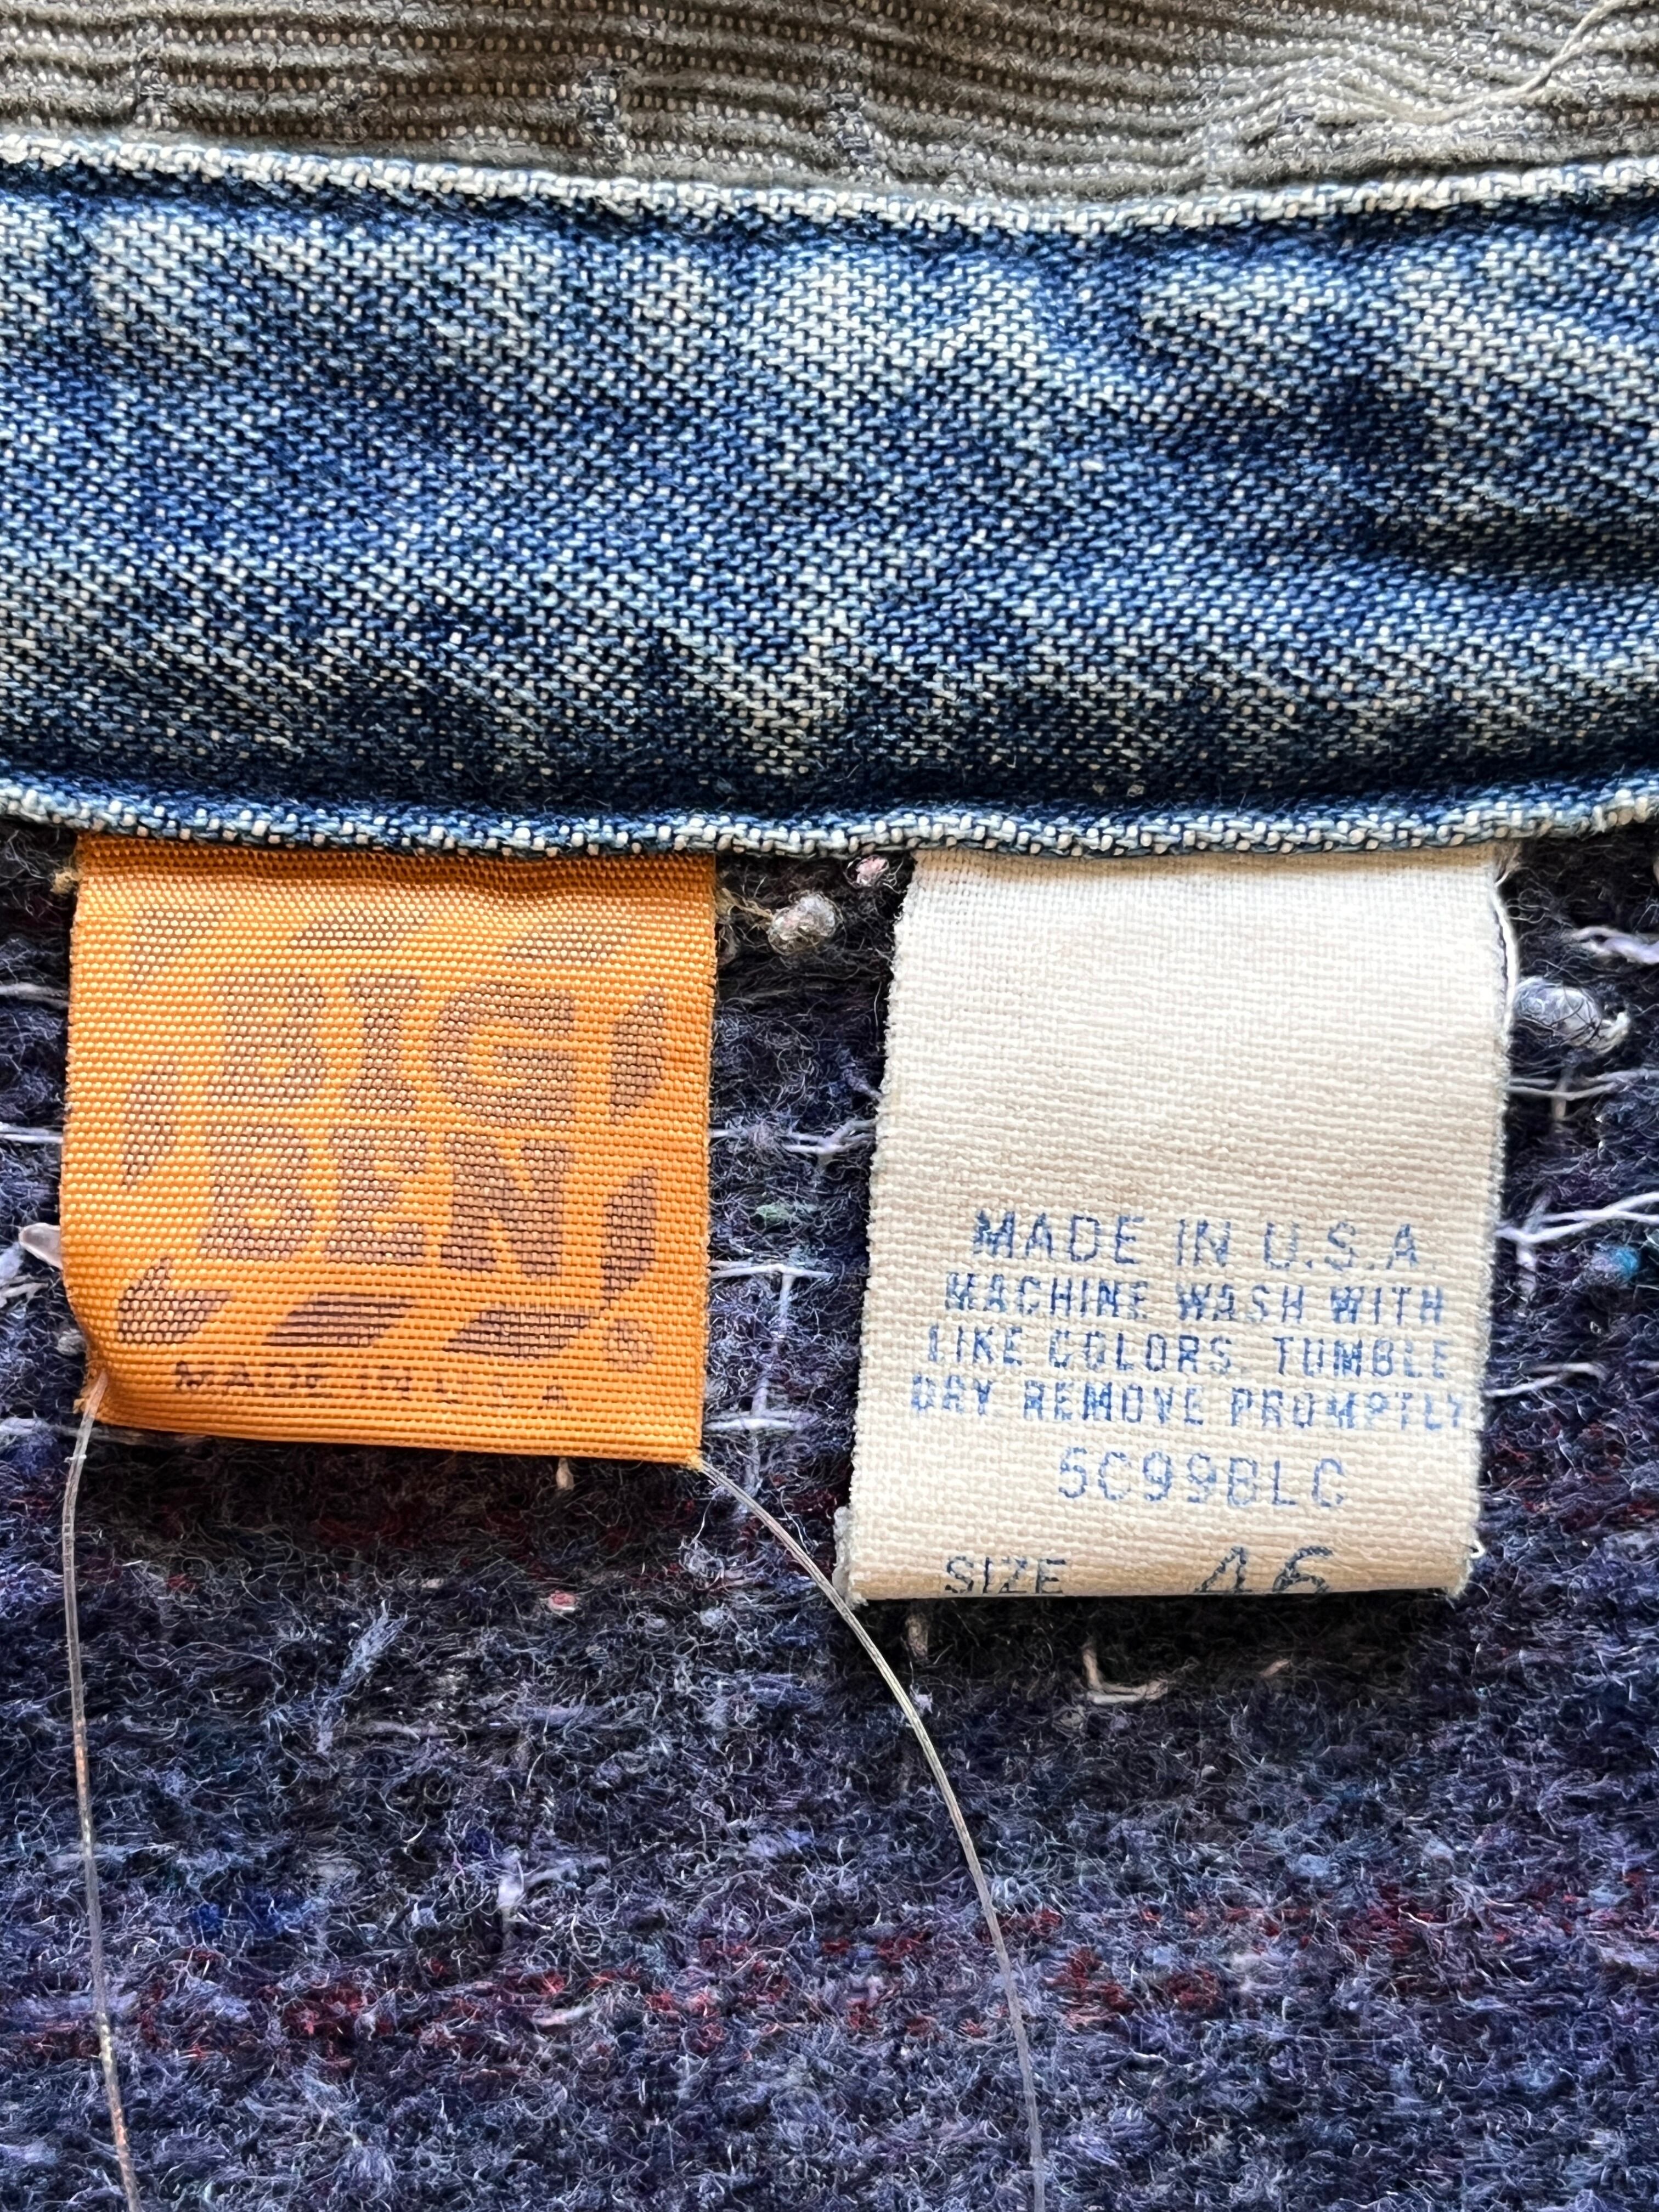 BIG
BEN
®
MADE IN U.S.A
MADE IN U.S.A.
MACHINE WASH WITH
LIKE COLORS. TUMBLE
DRY REMOVE PROMPTLY
5C99BLC
SIZE 46